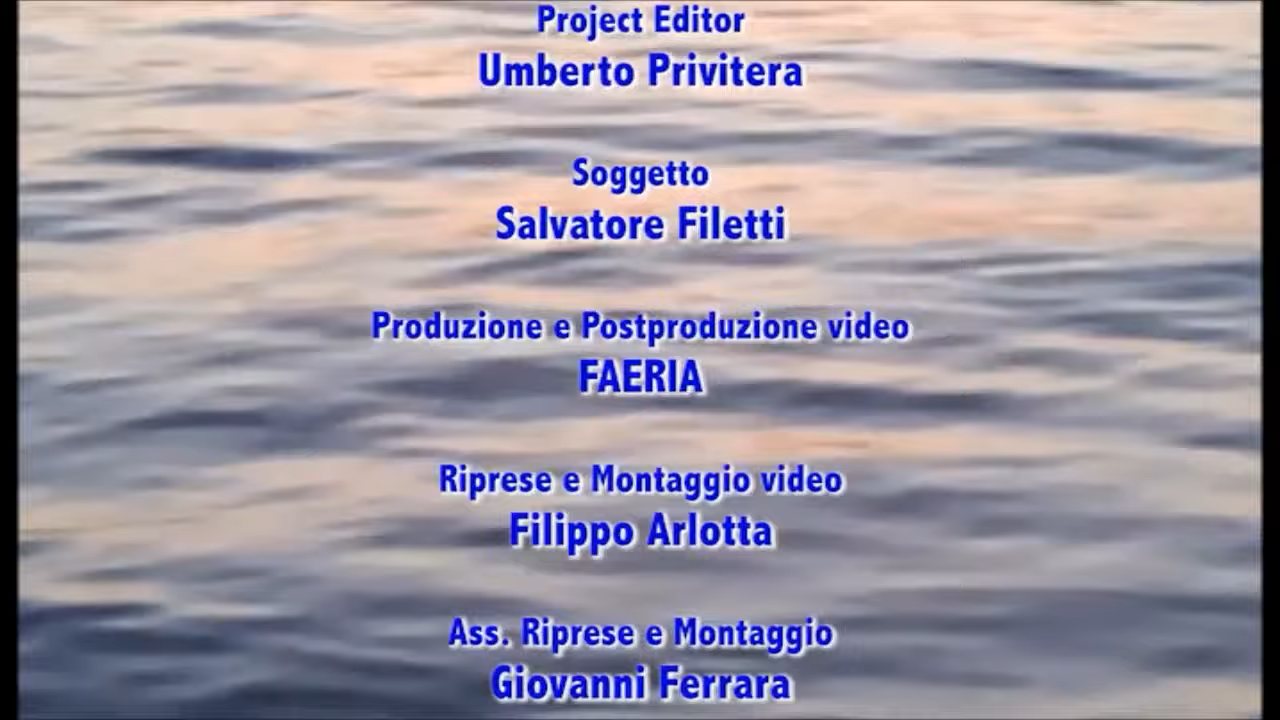 Project Editor
Umberto Privitera
Soggetto
Salvatore Filetti
Produzione e Postproduzione video
FAERIA
Riprese e Montaggio video
Filippo Arlotta
Ass. Riprese e Montaggio
Giovanni Ferrara